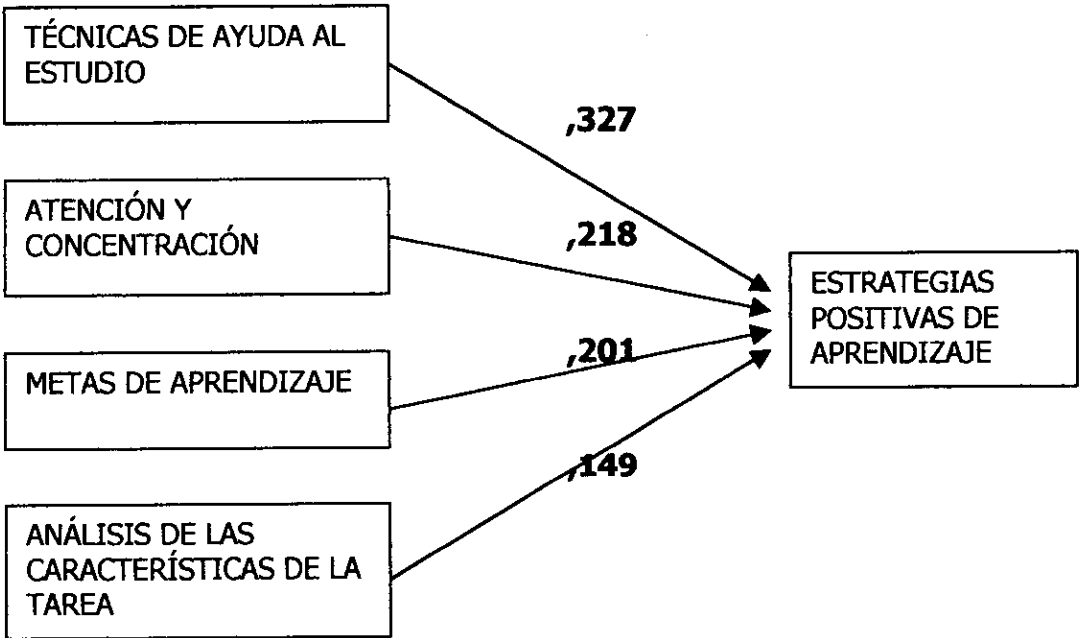 TÉCNICAS DE AYUDA AL
ESTUDIO
,327
ATENCIÓN Y
CONCENTRACIÓN
,218
METAS DE APRENDIZAJE
,201
ANÁLISIS DE LAS
CARACTERÍSTICAS DE LA
TAREA
,149
ESTRATEGIAS
POSITIVAS DE
APRENDIZAJE